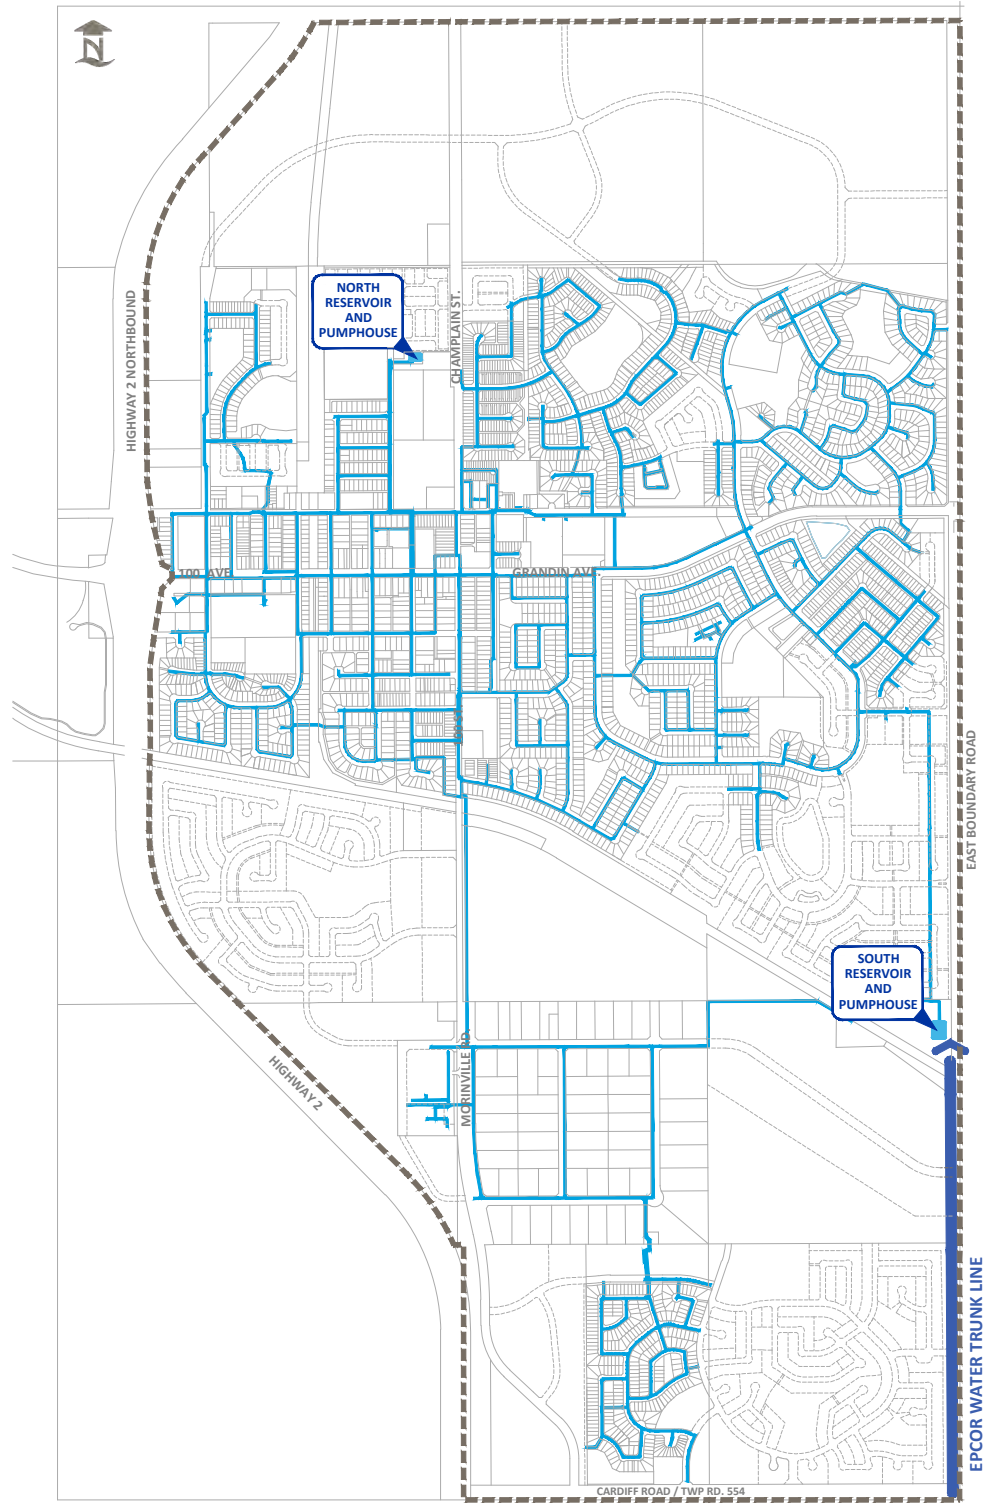 N
NORTH
RESERVOIR
AND
PUMPHOUSE
HIGHWAY 2 NORTHBOUND
CHAMPLAIN ST.
100 AVE
GRANDIN AVE
EAST BOUNDARY ROAD
SOUTH
RESERVOIR
AND
PUMPHOUSE
MORINVILLE RD.
HIGHWAY 2
EPCOR WATER TRUNK LINE
CARDIFF ROAD / TWP RD. 554